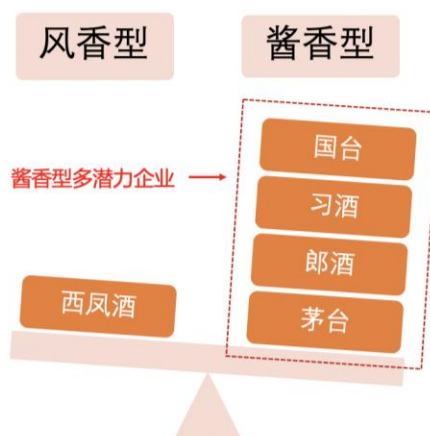 风香型
酱香型
国台
酱香型多潜力企业
习酒
郎酒
西凤酒
茅台